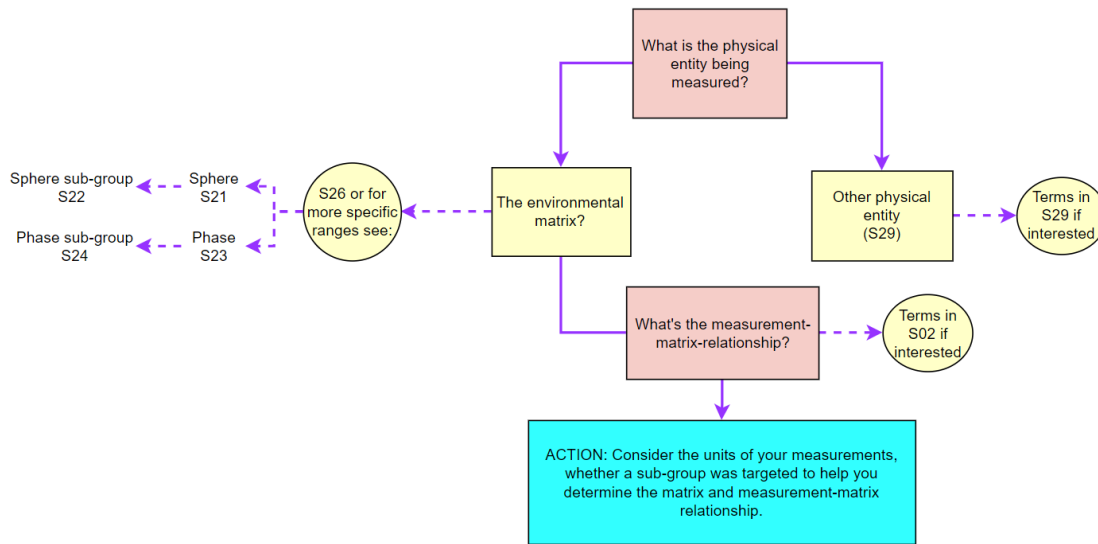 What is the physical
entity being
measured?
Sphere sub-group
S22
Sphere
S21
Phase sub-group
S24
Phase
S23
S26 or for
more specific
ranges see:
The environmental
matrix?
Other physical
entity
(S29)
Terms in
S29 if
interested
What's the measurement-
matrix-relationship?
Terms in
S02 if
interested
ACTION: Consider the units of your measurements,
whether a sub-group was targeted to help you
determine the matrix and measurement-matrix
relationship.